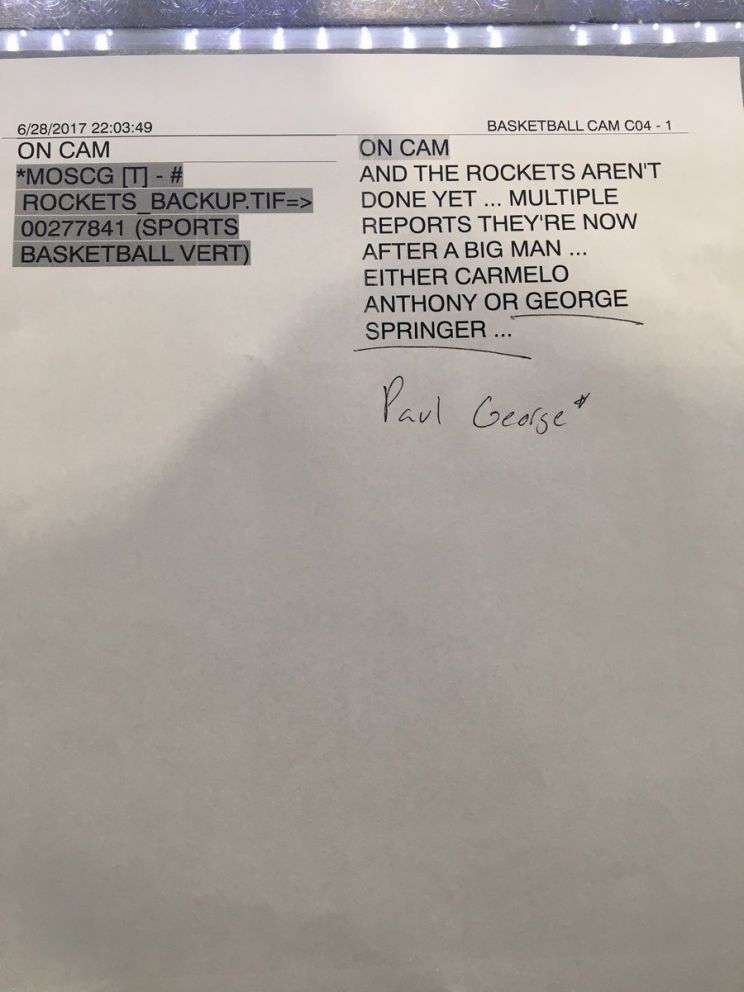 6/28/2017 22:03:49
BASKETBALL CAM C04 - 1
ON CAM
*MOSCG [T] - #
ROCKETS_BACKUP.TIF=>
00277841 (SPORTS
BASKETBALL VERT)
ON CAM
AND THE ROCKETS AREN'T
DONE YET ... MULTIPLE
REPORTS THEY'RE NOW
AFTER A BIG MAN ...
EITHER CARMELO
ANTHONY OR GEORGE
SPRINGER ...
Paul George*